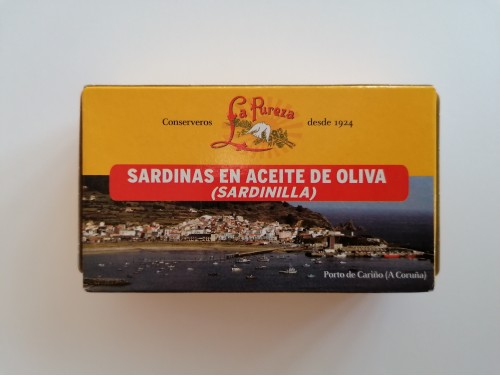 La Pureza
Conserveros desde 1924
SARDINAS EN ACEITE DE OLIVA
(SARDINILLA)
Porto de Cariño (A Coruña)